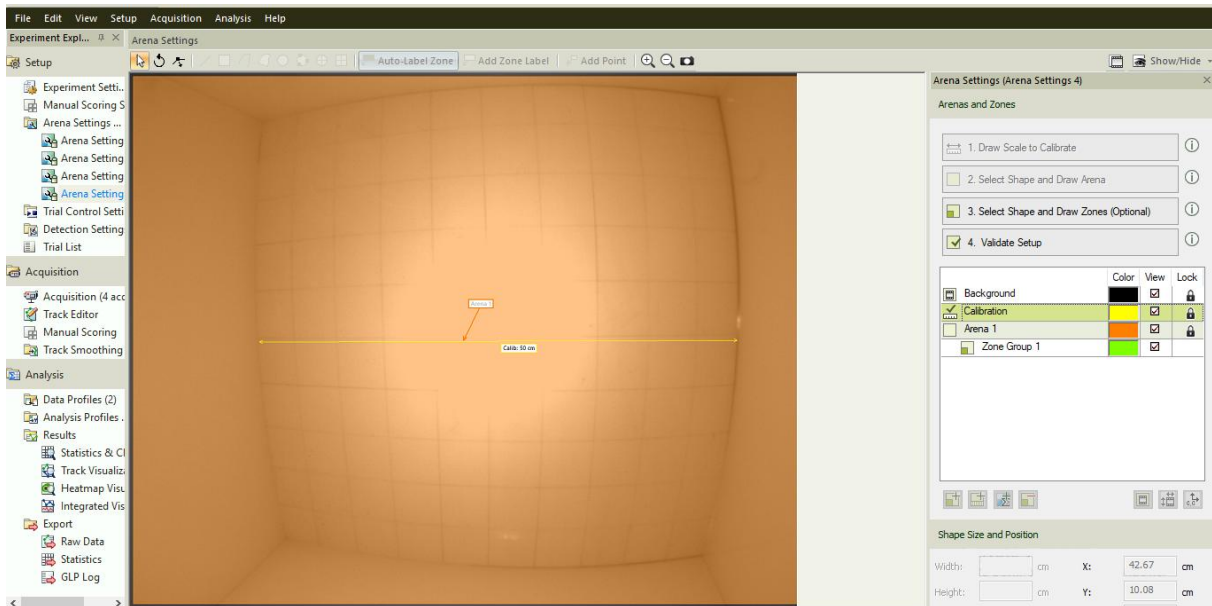 File Edit View Setup Acquisition Analysis Help
Experiment Expl...
Arena Settings
Setup
Auto-Label Zone
Add Zone Label
Add Point
Show/Hide
Experiment Setti..
Manual Scoring S
Arena Settings ...
Arena Setting
Arena Setting
Arena Setting
Arena Setting
Trial Control Setti
Detection Setting
Trial List
Acquisition
Acquisition (4 acc
Track Editor
Manual Scoring
Track Smoothing
Analysis
Data Profiles (2)
Analysis Profiles .
Results
Statistics & Cl
Track Visualiz
Heatmap Visu
Integrated Vis
Export
Raw Data
Statistics
GLP Log
Arena 1
Calib: 50 cm
Arena Settings (Arena Settings 4)
Arenas and Zones
1. Draw Scale to Calibrate
2. Select Shape and Draw Arena
3. Select Shape and Draw Zones (Optional)
4. Validate Setup
Color View Lock
Background
Calibration
Arena 1
Zone Group 1
Shape Size and Position
Width: cm X: 42.67 cm
Height: cm Y: 10.08 cm